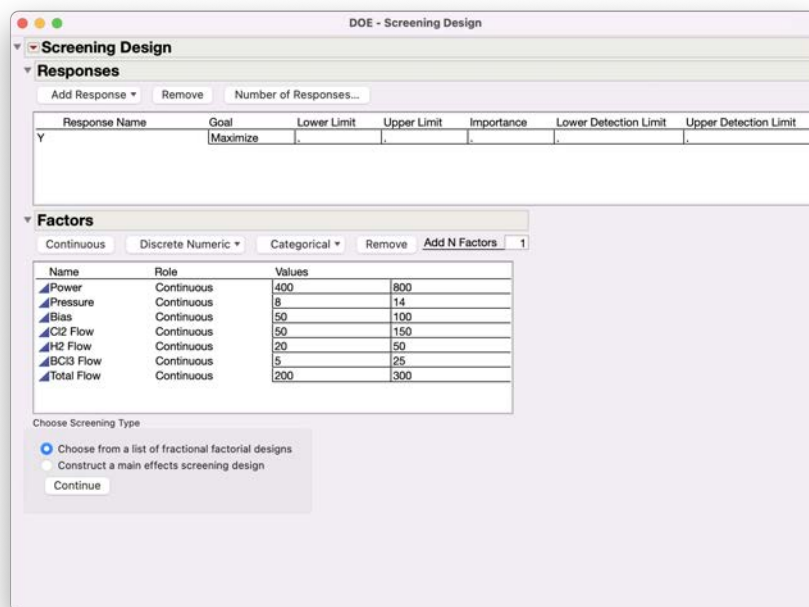 DOE - Screening Design
Screening Design
Responses
Add Response Remove Number of Responses...
Response Name Goal Lower Limit Upper Limit Importance Lower Detection Limit Upper Detection Limit
Y Maximize . . . . .
Factors
Continuous Discrete Numeric Categorical Remove Add N Factors 1
Name Role Values
Power Continuous 400 800
Pressure Continuous 8 14
Bias Continuous 50 100
Cl2 Flow Continuous 50 150
H2 Flow Continuous 20 50
BCl3 Flow Continuous 5 25
Total Flow Continuous 200 300
Choose Screening Type
Choose from a list of fractional factorial designs
Construct a main effects screening design
Continue